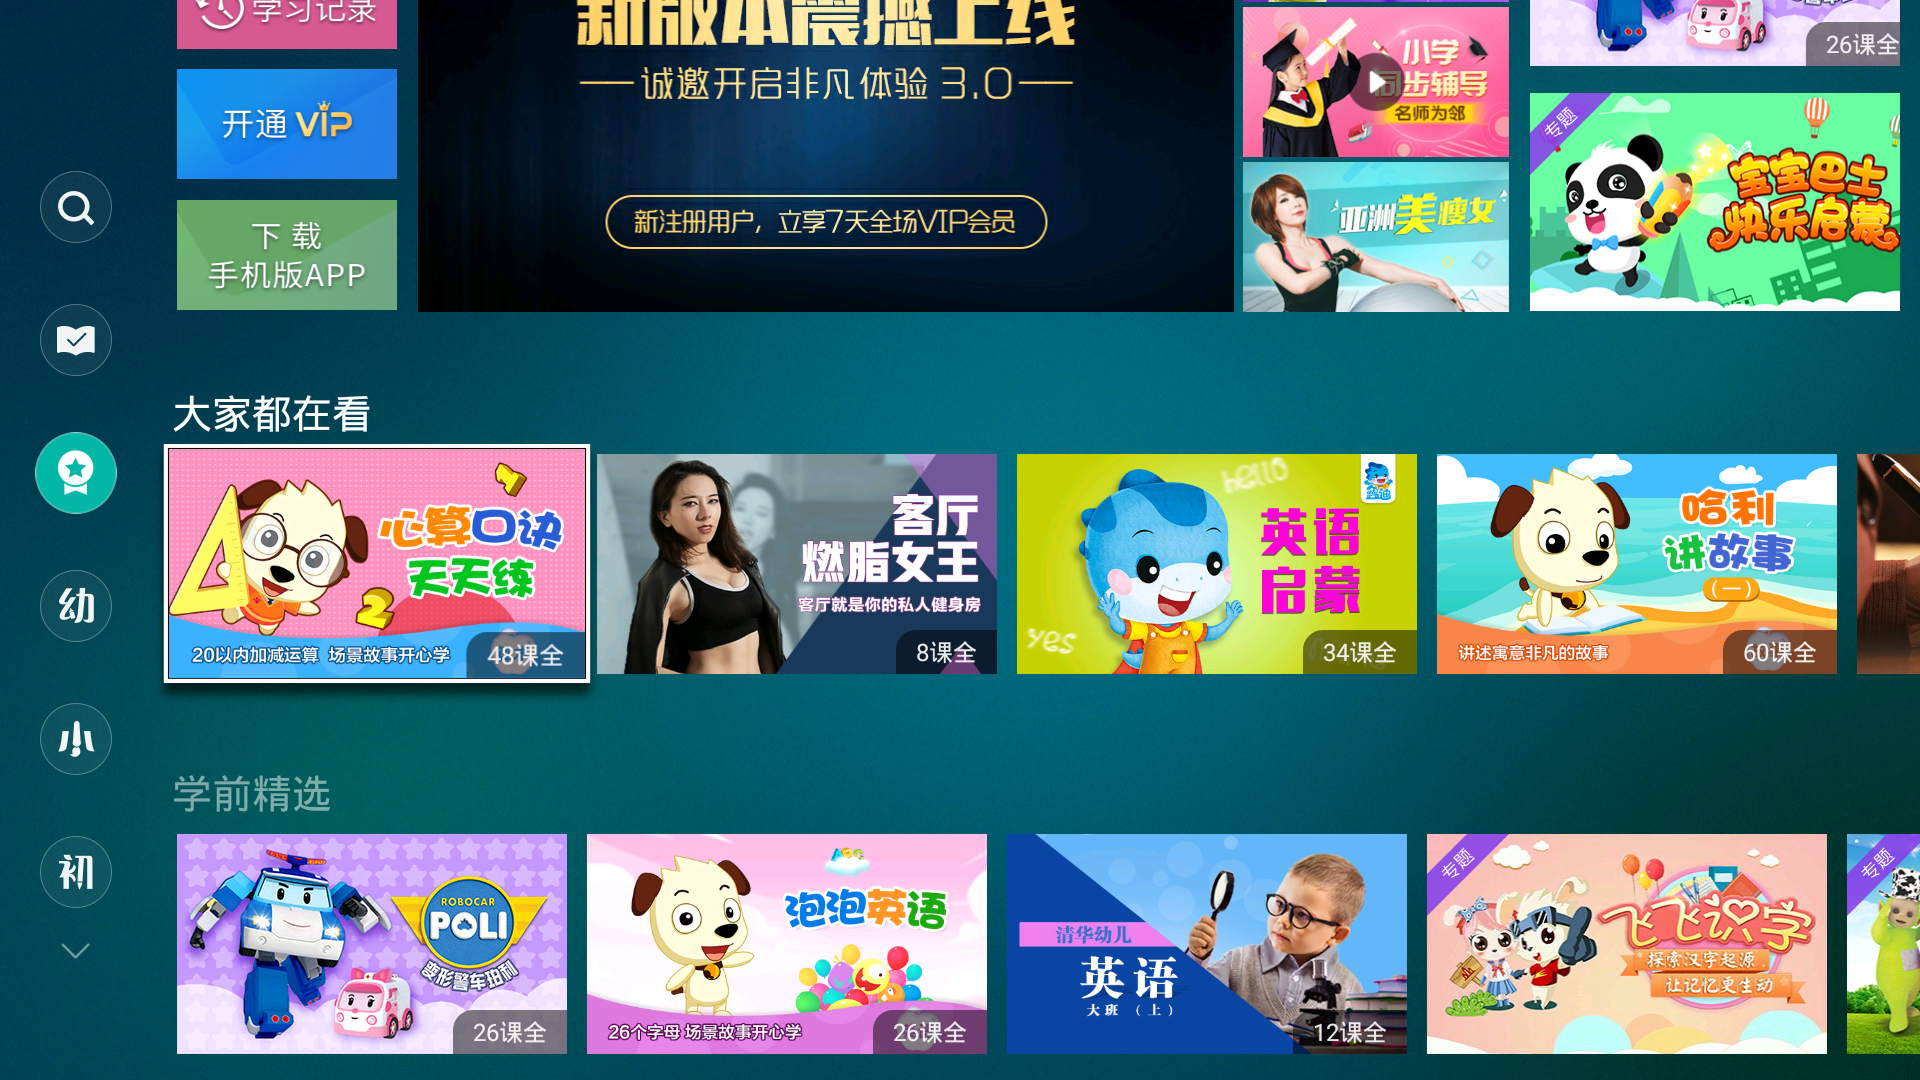 学习记录
开通 VIP
下 载
手机版APP
新版本震撼上线
诚邀开启非凡体验 3.0
新注册用户，立享7天全场VIP会员
小学
同步辅导
名师为邻
亚洲美瘦女
26课全
专题
宝宝巴士
快乐启蒙
幼
小
初
大家都在看
心算口诀
天天练
1
2
20以内加减运算 场景故事开心学
48课全
客厅
燃脂女王
客厅就是你的私人健身房
8课全
hello
yes
英语
启蒙
34课全
哈利
讲故事
(一)
讲述寓意非凡的故事
60课全
学前精选
ROBOCAR
POLI
变形警车珀利
26课全
ABC
泡泡英语
26个字母 场景故事开心学
26课全
清华幼儿
英语
大班（上）
12课全
专题
飞飞识字
探索汉字起源
让记忆更生动
专题